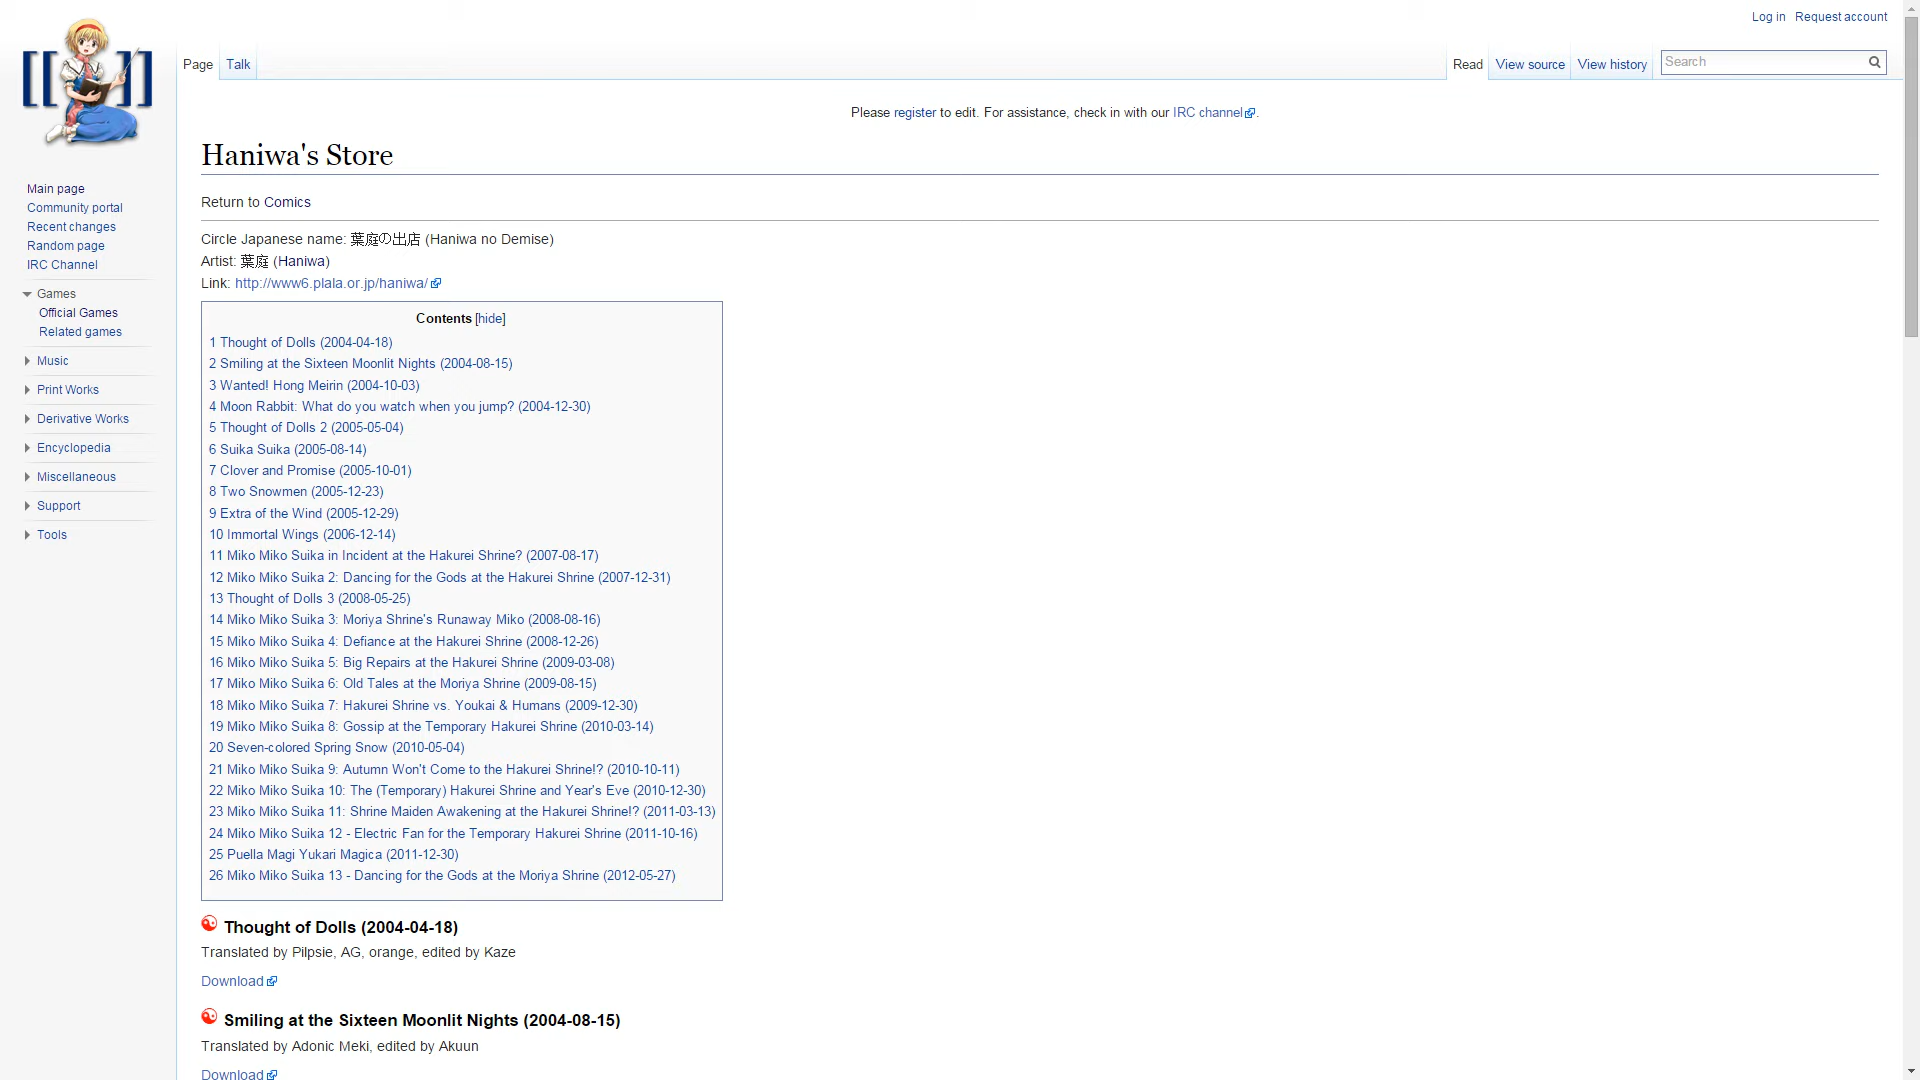 Log in Request account
[[ ]]
Page Talk Read View source View history Search
Please register to edit. For assistance, check in with our IRC channel.
Haniwa's Store
Main page
Community portal
Recent changes
Random page
IRC Channel
Games
Official Games
Related games
Music
Print Works
Derivative Works
Encyclopedia
Miscellaneous
Support
Tools
Return to Comics
Circle Japanese name: 葉庭の出店 (Haniwa no Demise)
Artist: 葉庭 (Haniwa)
Link: http://www6.plala.or.jp/haniwa/
Contents [hide]
1 Thought of Dolls (2004-04-18)
2 Smiling at the Sixteen Moonlit Nights (2004-08-15)
3 Wanted! Hong Meirin (2004-10-03)
4 Moon Rabbit: What do you watch when you jump? (2004-12-30)
5 Thought of Dolls 2 (2005-05-04)
6 Suika Suika (2005-08-14)
7 Clover and Promise (2005-10-01)
8 Two Snowmen (2005-12-23)
9 Extra of the Wind (2005-12-29)
10 Immortal Wings (2006-12-14)
11 Miko Miko Suika in Incident at the Hakurei Shrine? (2007-08-17)
12 Miko Miko Suika 2: Dancing for the Gods at the Hakurei Shrine (2007-12-31)
13 Thought of Dolls 3 (2008-05-25)
14 Miko Miko Suika 3: Moriya Shrine's Runaway Miko (2008-08-16)
15 Miko Miko Suika 4: Defiance at the Hakurei Shrine (2008-12-26)
16 Miko Miko Suika 5: Big Repairs at the Hakurei Shrine (2009-03-08)
17 Miko Miko Suika 6: Old Tales at the Moriya Shrine (2009-08-15)
18 Miko Miko Suika 7: Hakurei Shrine vs. Youkai & Humans (2009-12-30)
19 Miko Miko Suika 8: Gossip at the Temporary Hakurei Shrine (2010-03-14)
20 Seven-colored Spring Snow (2010-05-04)
21 Miko Miko Suika 9: Autumn Won't Come to the Hakurei Shrine!? (2010-10-11)
22 Miko Miko Suika 10: The (Temporary) Hakurei Shrine and Year's Eve (2010-12-30)
23 Miko Miko Suika 11: Shrine Maiden Awakening at the Hakurei Shrine!? (2011-03-13)
24 Miko Miko Suika 12 - Electric Fan for the Temporary Hakurei Shrine (2011-10-16)
25 Puella Magi Yukari Magica (2011-12-30)
26 Miko Miko Suika 13 - Dancing for the Gods at the Moriya Shrine (2012-05-27)
Thought of Dolls (2004-04-18)
Translated by Pilpsie, AG, orange, edited by Kaze
Download
Smiling at the Sixteen Moonlit Nights (2004-08-15)
Translated by Adonic Meki, edited by Akuun
Download